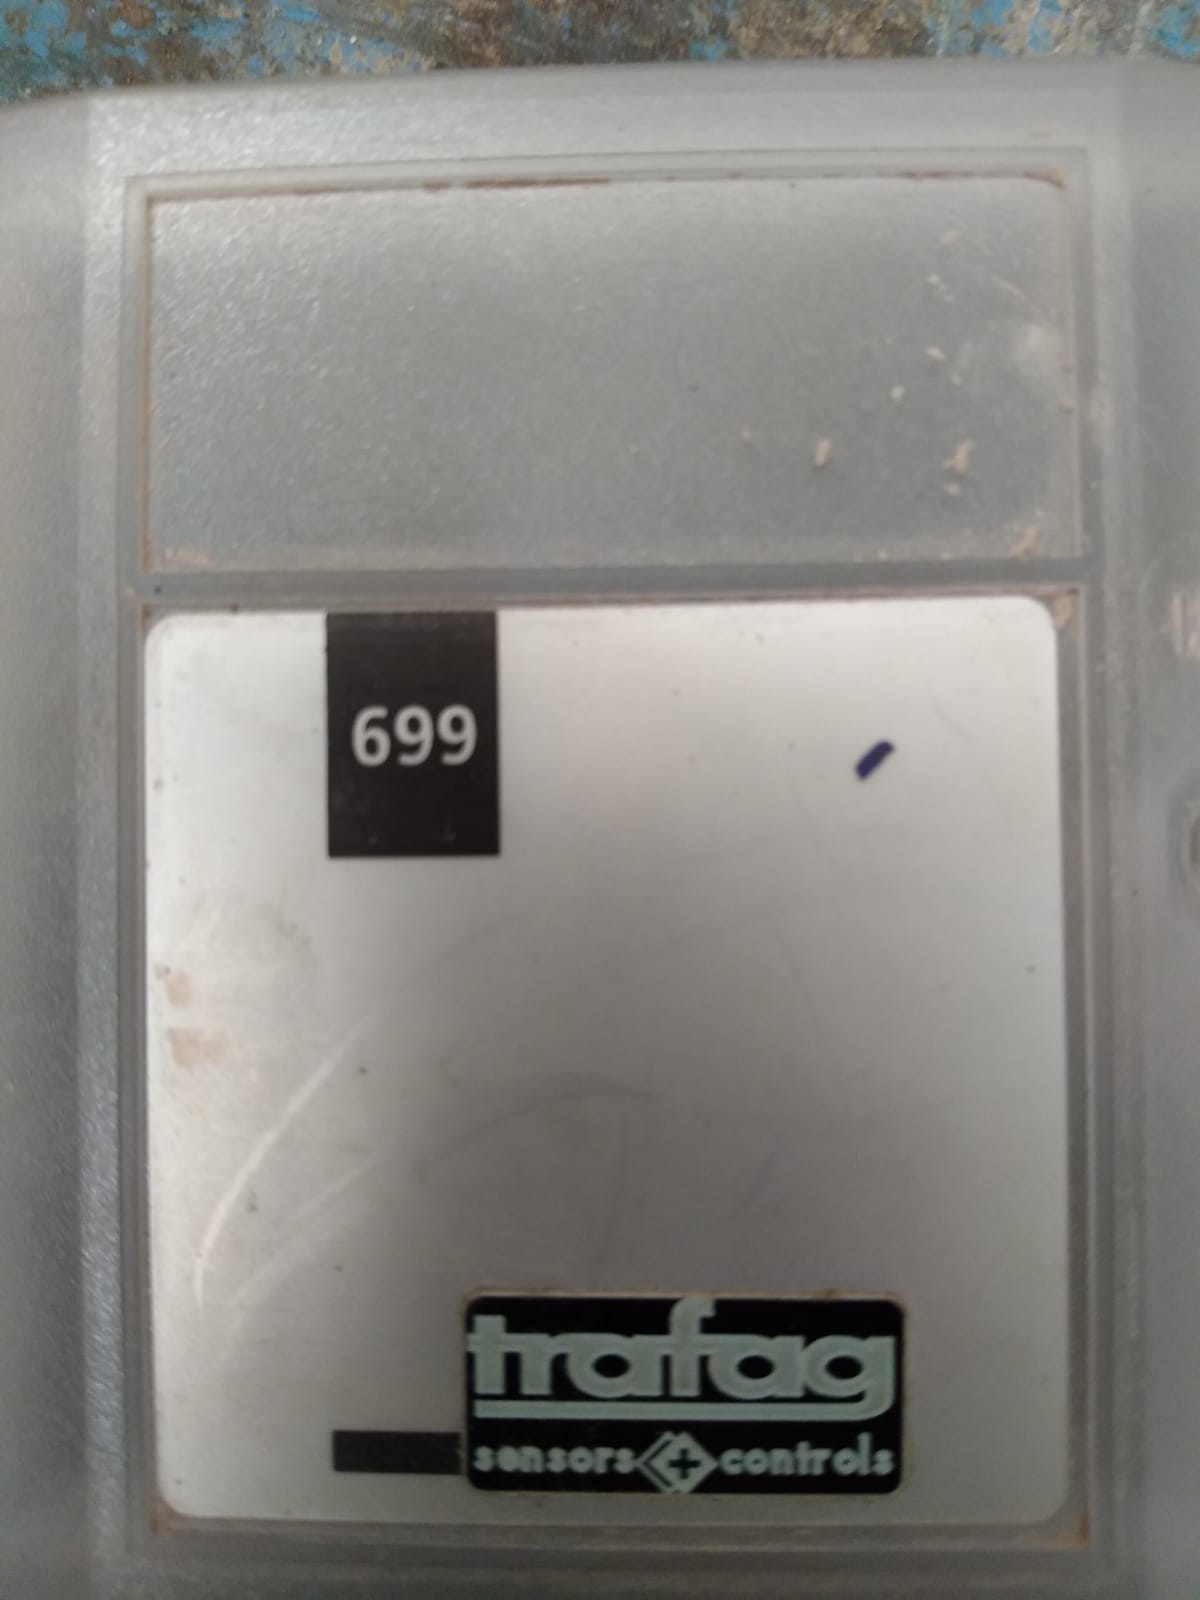 699
trafag
sensors + controls